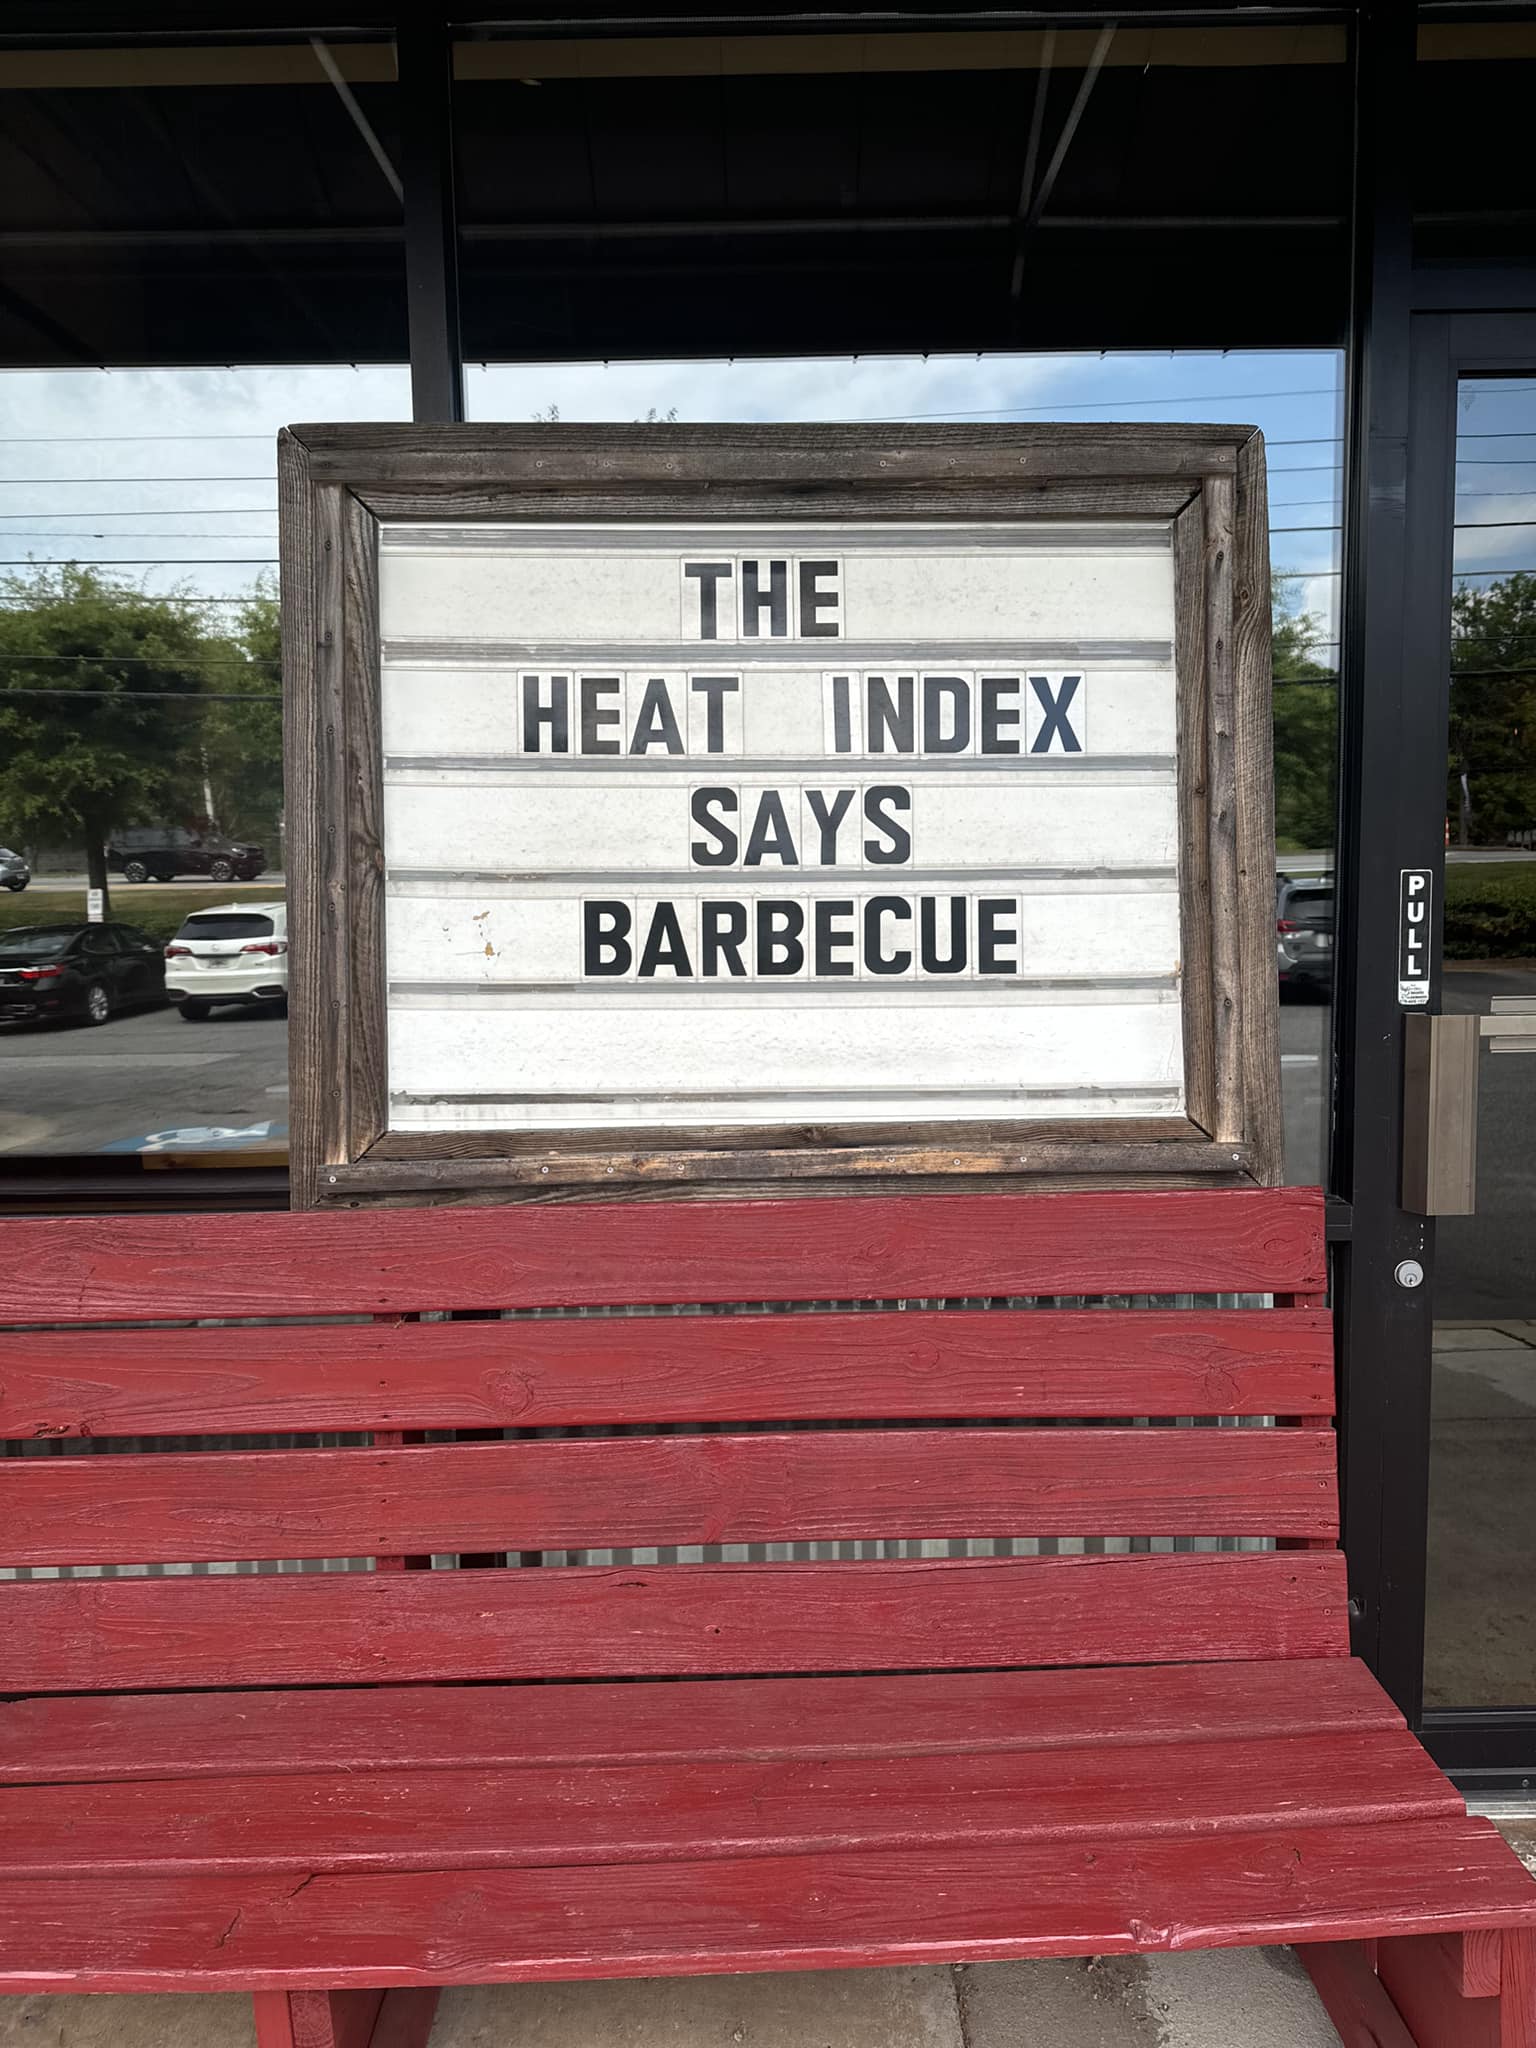 THE
HEAT INDEX
SAYS
BARBECUE
PULL